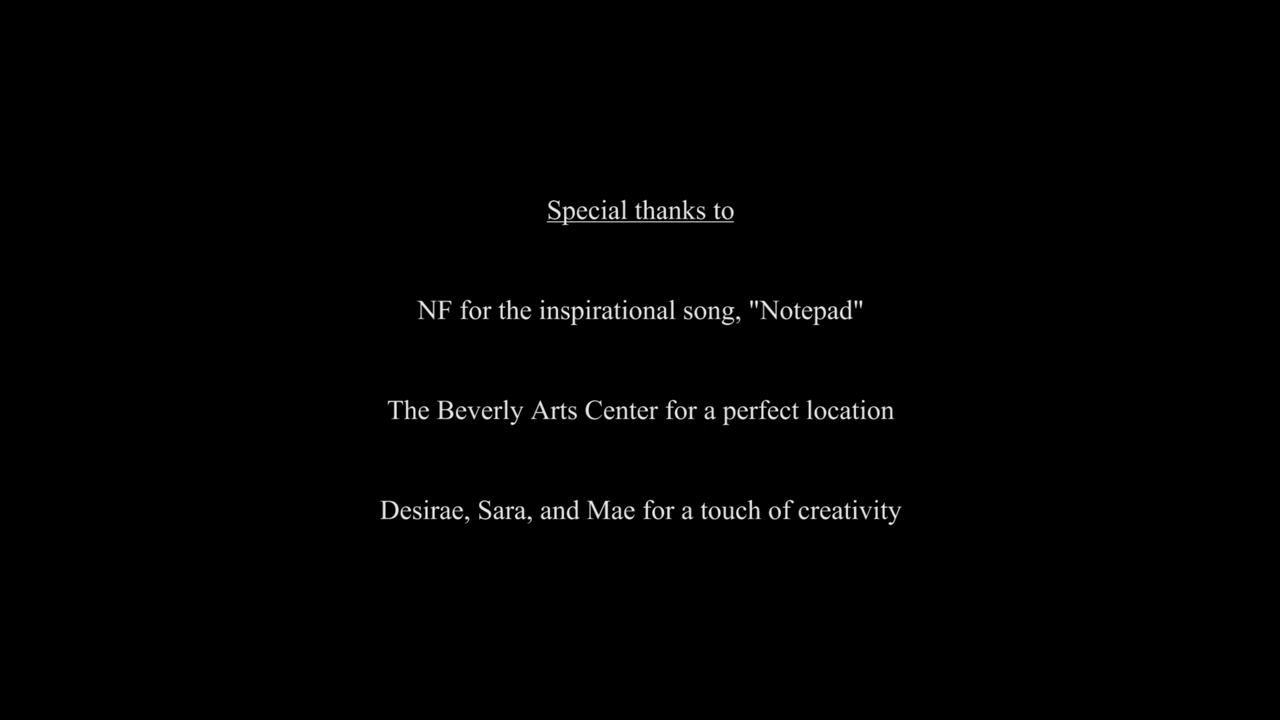 Special thanks to
NF for the inspirational song, "Notepad"
The Beverly Arts Center for a perfect location
Desirae, Sara, and Mae for a touch of creativity